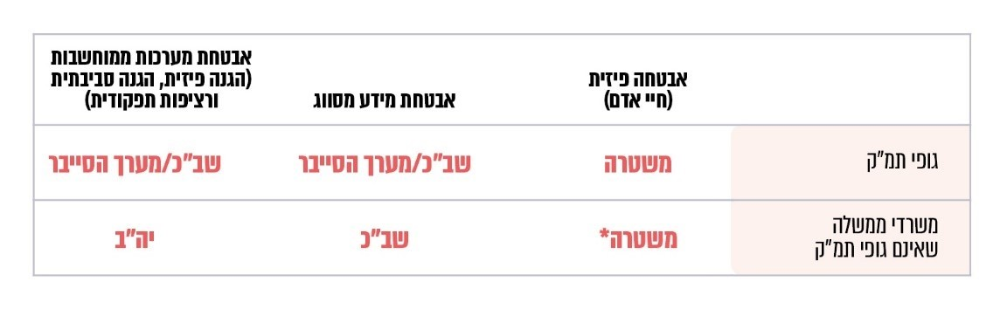 אבטחה פיזית
(חיי אדם)
אבטחת מידע מסווג
אבטחת מערכות ממוחשבות
(הגנה פיזית, הגנה סביבתית
ורציפות תפקודית)
גופי תמ"ק
משטרה
שב"כ/מערך הסייבר
שב"כ/מערך הסייבר
משרדי ממשלה
שאינם גופי תמ"ק
משטרה*
שב"כ
יה"ב